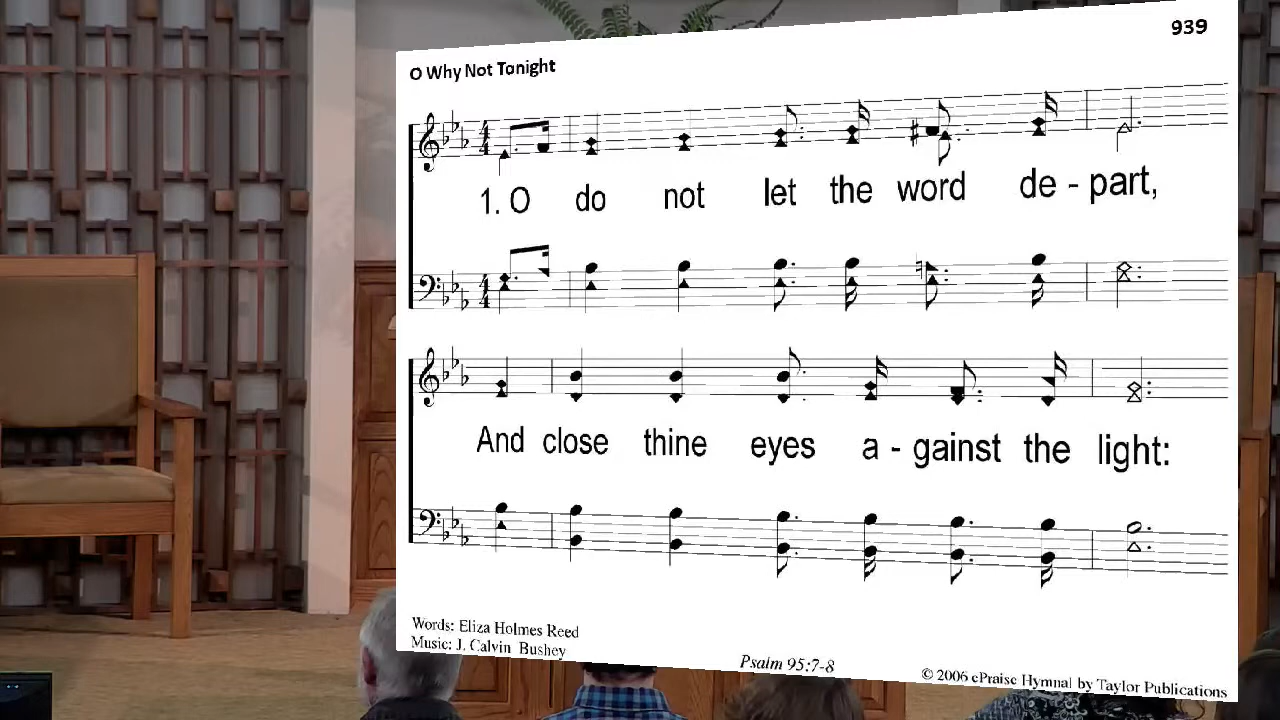 939
O Why Not Tonight
1. O do not let the word de - part,
And close thine eyes a - gainst the light:
Words: Eliza Holmes Reed
Music: J. Calvin Bushey
Psalm 95:7-8
© 2006 ePraise Hymnal by Taylor Publications